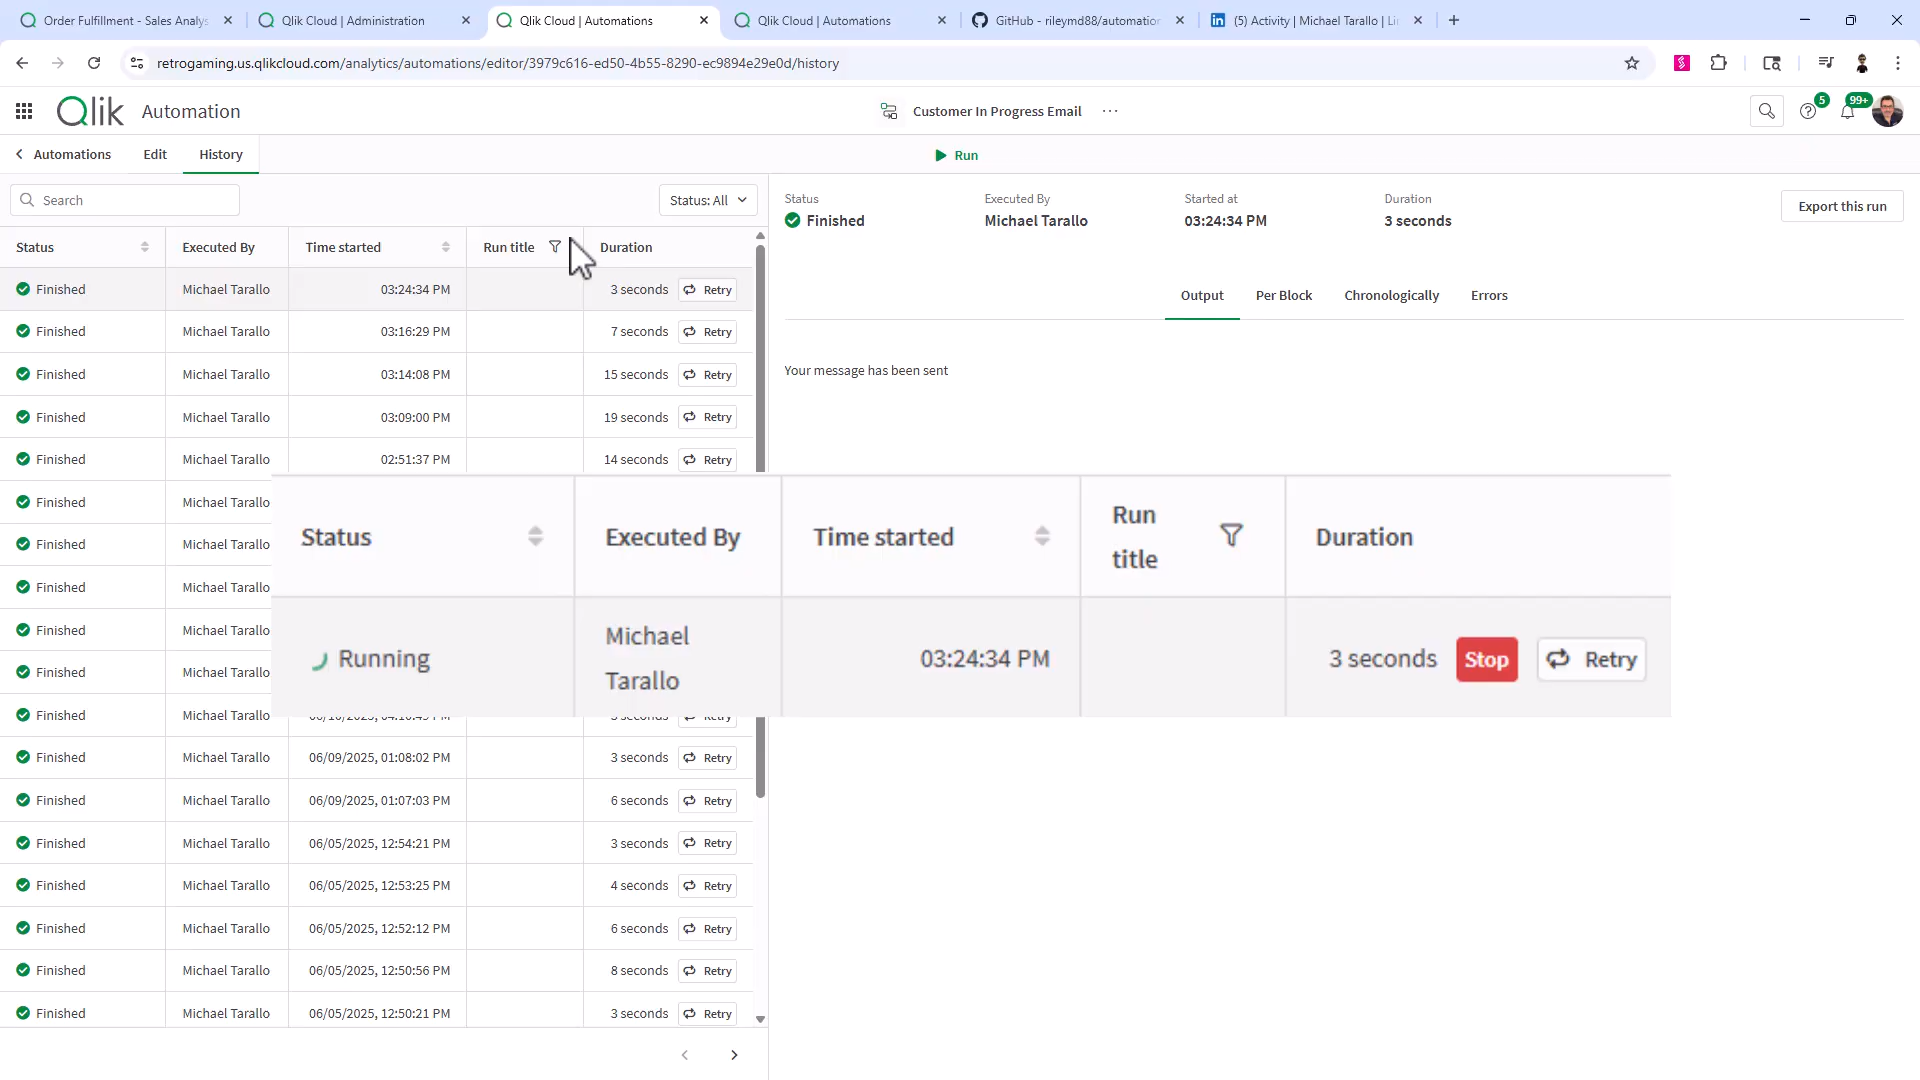 Order Fulfillment - Sales Analys
Qlik Cloud | Administration
Qlik Cloud | Automations
Qlik Cloud | Automations
GitHub - rileymd88/automation
(5) Activity | Michael Tarallo | Li
retrogaming.us.qlikcloud.com/analytics/automations/editor/3979c616-ed50-4b55-8290-ec9894e29e0d/history
Qlik Automation
Customer In Progress Email ...
5
99+
Automations Edit History
Run
Search
Status: All
Status Executed By Time started Run title Duration
Finished Michael Tarallo 03:24:34 PM 3 seconds Retry
Finished Michael Tarallo 03:16:29 PM 7 seconds Retry
Finished Michael Tarallo 03:14:08 PM 15 seconds Retry
Finished Michael Tarallo 03:09:00 PM 19 seconds Retry
Finished Michael Tarallo 02:51:37 PM 14 seconds Retry
Finished Michael Tarallo
Finished Michael Tarallo
Finished Michael Tarallo
Finished Michael Tarallo
Finished Michael Tarallo
Finished Michael Tarallo
Finished Michael Tarallo 06/09/2025, 01:08:02 PM 3 seconds Retry
Finished Michael Tarallo 06/09/2025, 01:07:03 PM 6 seconds Retry
Finished Michael Tarallo 06/05/2025, 12:54:21 PM 3 seconds Retry
Finished Michael Tarallo 06/05/2025, 12:53:25 PM 4 seconds Retry
Finished Michael Tarallo 06/05/2025, 12:52:12 PM 6 seconds Retry
Finished Michael Tarallo 06/05/2025, 12:50:56 PM 8 seconds Retry
Finished Michael Tarallo 06/05/2025, 12:50:21 PM 3 seconds Retry
Status Executed By Started at Duration
Finished Michael Tarallo 03:24:34 PM 3 seconds
Export this run
Output Per Block Chronologically Errors
Your message has been sent
Status Executed By Time started Run title Duration
Running Michael Tarallo 03:24:34 PM 3 seconds Stop Retry